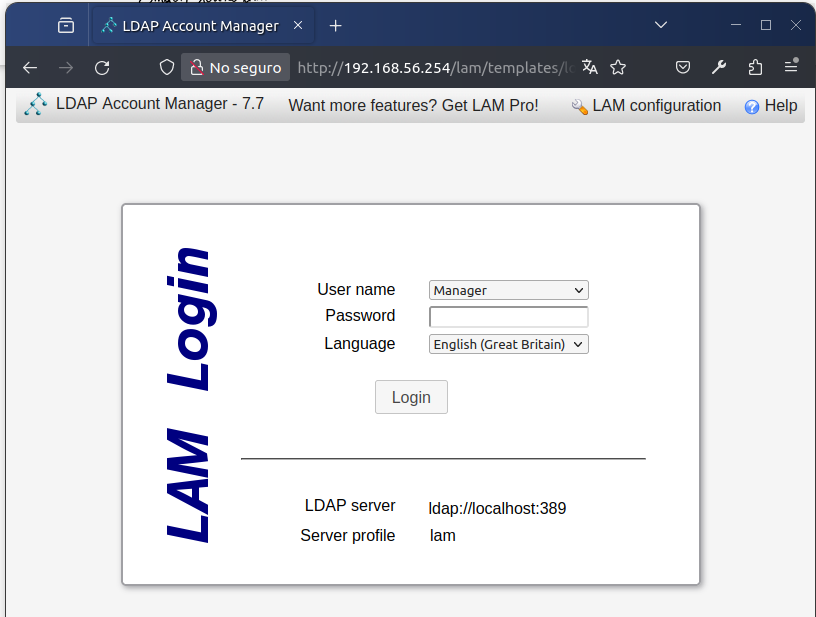 LDAP Account Manager
No seguro
http://192.168.56.254/lam/templates/
LDAP Account Manager - 7.7
Want more features? Get LAM Pro!
LAM configuration
Help
LAM Login
User name
Manager
Password
Language
English (Great Britain)
Login
LDAP server
ldap://localhost:389
Server profile
lam